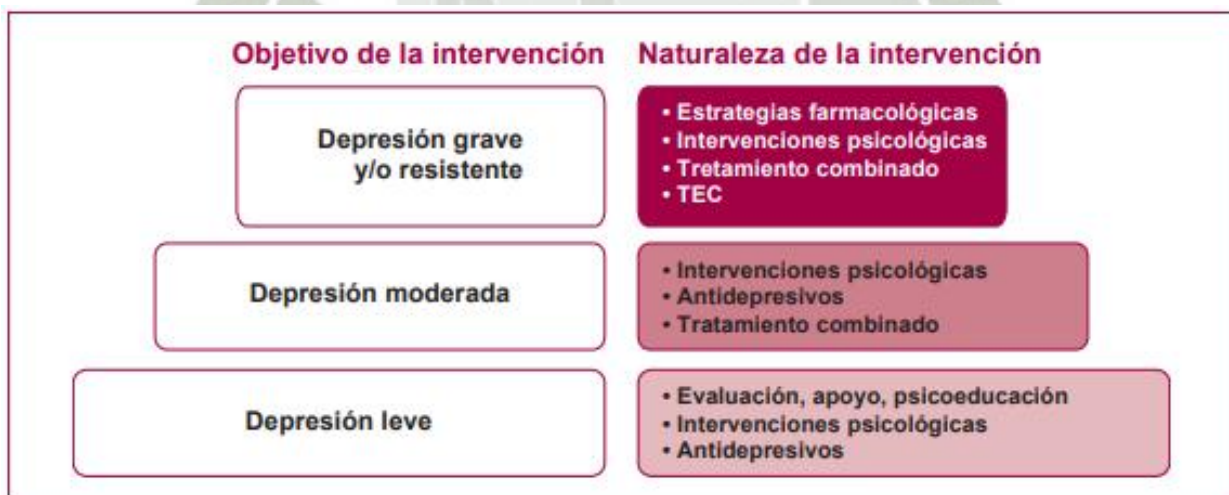 Objetivo de la intervención
Naturaleza de la intervención
Depresión grave
y/o resistente
• Estrategias farmacológicas
• Intervenciones psicológicas
• Tretamiento combinado
• TEC
Depresión moderada
• Intervenciones psicológicas
• Antidepresivos
• Tratamiento combinado
Depresión leve
• Evaluación, apoyo, psicoeducación
• Intervenciones psicológicas
• Antidepresivos